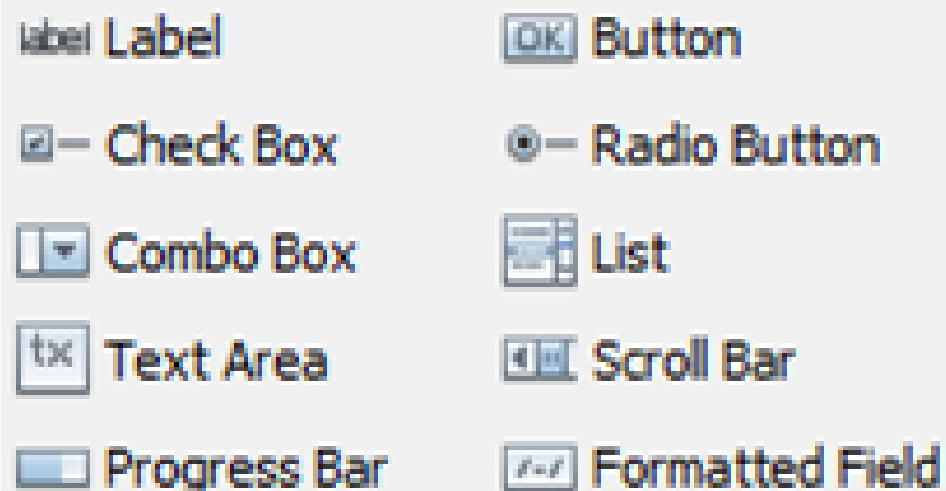 label Label OK Button
Check Box Radio Button
Combo Box List
tx Text Area Scroll Bar
Progress Bar /-/ Formatted Field